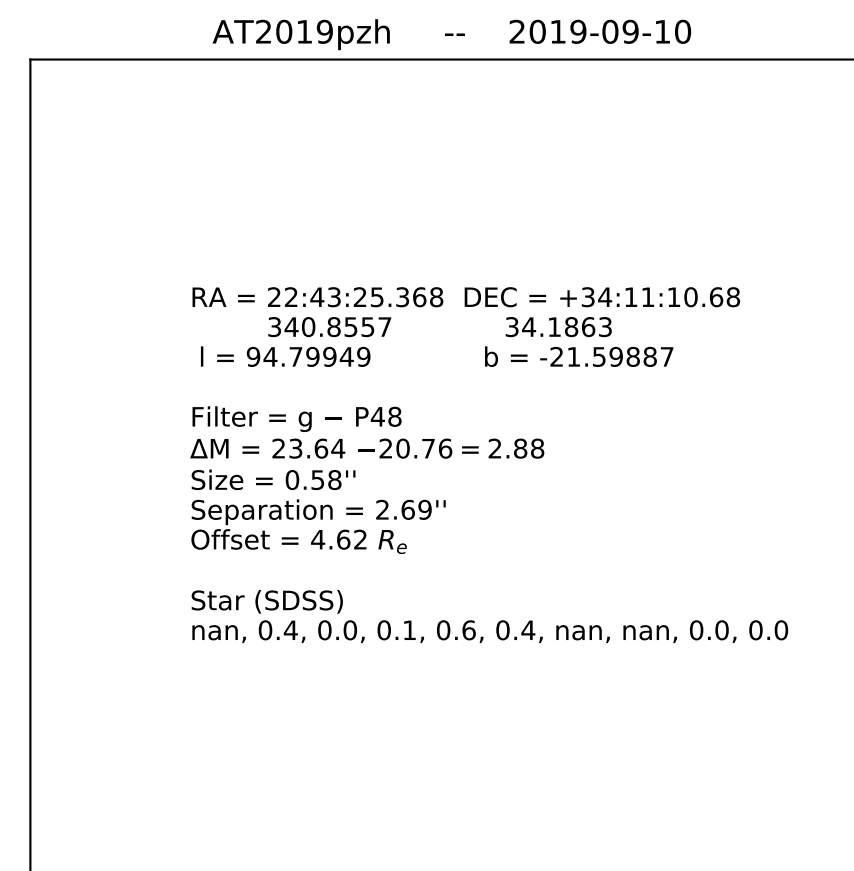 AT2019pzh -- 2019-09-10
RA = 22:43:25.368 DEC = +34:11:10.68
340.8557 34.1863
l = 94.79949 b = -21.59887
Filter = g − P48
ΔM = 23.64 −20.76 = 2.88
Size = 0.58''
Separation = 2.69''
Offset = 4.62 Rₑ
Star (SDSS)
nan, 0.4, 0.0, 0.1, 0.6, 0.4, nan, nan, 0.0, 0.0